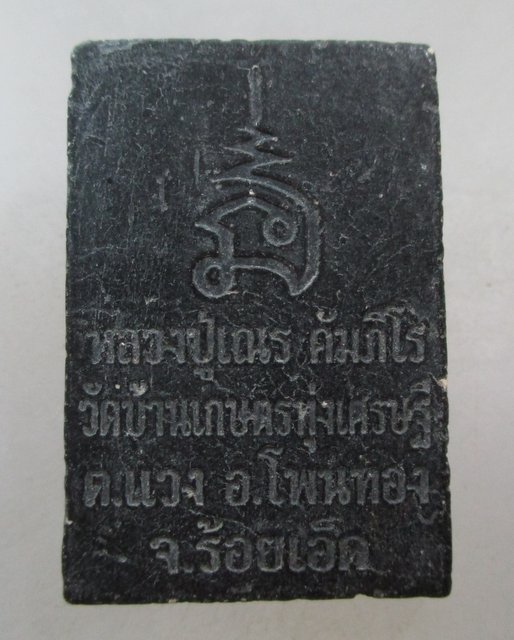 หลวงปู่เณร คัมภิโร
วัดบ้านเกษตรทุ่งเศรษฐี
ต.แวง อ.โพนทอง
จ.ร้อยเอ็ด